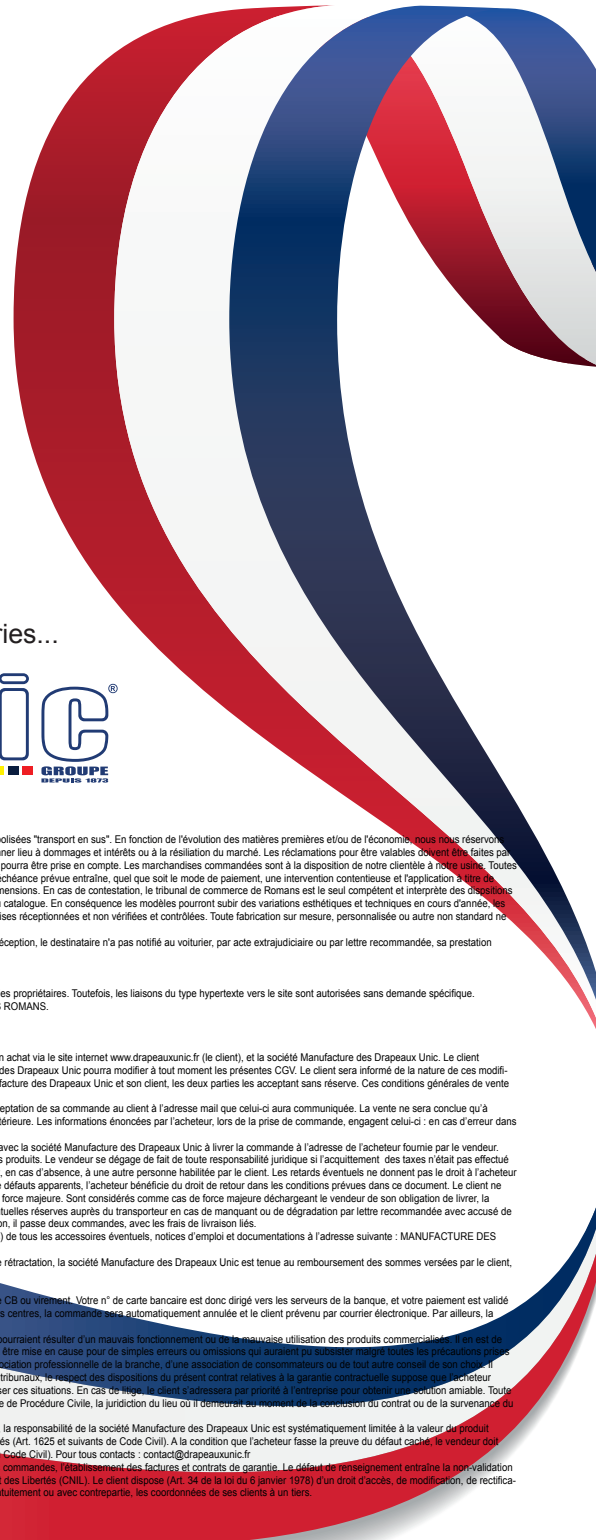 ries...
ic®
GROUPE
DEPUIS 1873
olisées "transport en sus". En fonction de l'évolution des matières premières et/ou de l'économie, nous nous réservons
ner lieu à dommages et intérêts ou à la résiliation du marché. Les réclamations pour être valables doivent être faites par
pourra être prise en compte. Les marchandises commandées sont à la disposition de notre clientèle à notre usine. Toutes
échéance prévue entraîne, quel que soit le mode de paiement, une intervention contentieuse et l'application à titre de
mensions. En cas de contestation, le tribunal de commerce de Romans est le seul compétent et interprète des dispstions
catalogue. En conséquence les modèles pourront subir des variations esthétiques et techniques en cours d'année, les
ises réceptionnées et non vérifiées et contrôlées. Toute fabrication sur mesure, personnalisée ou autre non standard ne
éception, le destinataire n'a pas notifié au voiturier, par acte extrajudiciaire ou par lettre recommandée, sa prestation
es propriétaires. Toutefois, les liaisons du type hypertexte vers le site sont autorisées sans demande spécifique.
S ROMANS.
n achat via le site internet www.drapeauxunic.fr (le client), et la société Manufacture des Drapeaux Unic. Le client
des Drapeaux Unic pourra modifier à tout moment les présentes CGV. Le client sera informé de la nature de ces modifi-
facture des Drapeaux Unic et son client, les deux parties les acceptant sans réserve. Ces conditions générales de vente
eptation de sa commande au client à l'adresse mail que celui-ci aura communiquée. La vente ne sera conclue qu'à
térieure. Les informations énoncées par l'acheteur, lors de la prise de commande, engagent celui-ci : en cas d'erreur dans
avec la société Manufacture des Drapeaux Unic à livrer la commande à l'adresse de l'acheteur fournie par le vendeur.
s produits. Le vendeur se dégage de fait de toute responsabilité juridique si l'acquittement des taxes n'était pas effectué
, en cas d'absence, à une autre personne habilitée par le client. Les retards éventuels ne donnent pas le droit à l'acheteur
e défauts apparents, l'acheteur bénéficie du droit de retour dans les conditions prévues dans ce document. Le client ne
force majeure. Sont considérés comme cas de force majeure déchargeant le vendeur de son obligation de livrer, la
ntuelles réserves auprès du transporteur en cas de manquant ou de dégradation par lettre recommandée avec accusé de
on, il passe deux commandes, avec les frais de livraison liés.
) de tous les accessoires éventuels, notices d'emploi et documentations à l'adresse suivante : MANUFACTURE DES
e rétractation, la société Manufacture des Drapeaux Unic est tenue au remboursement des sommes versées par le client,
e CB ou virement. Votre n° de carte bancaire est donc dirigé vers les serveurs de la banque, et votre paiement est validé
s centres, la commande sera automatiquement annulée et le client prévenu par courrier électronique. Par ailleurs, la
pourraient résulter d'un mauvais fonctionnement ou de la mauvaise utilisation des produits commercialisés. Il en est de
être mise en cause pour de simples erreurs ou omissions qui auraient pu subsister malgré toutes les précautions prises
ociation professionnelle de la branche, d'une association de consommateurs ou de tout autre conseil de son choix. Il
tribunaux, le respect des dispositions du présent contrat relatives à la garantie contractuelle suppose que l'acheteur
ser ces situations. En cas de litige, le client s'adressera par priorité à l'entreprise pour obtenir une solution amiable. Toute
e de Procédure Civile, la juridiction du lieu où il demeurait au moment de la conclusion du contrat ou de la survenance du
la responsabilité de la société Manufacture des Drapeaux Unic est systématiquement limitée à la valeur du produit
és (Art. 1625 et suivants de Code Civil). A la condition que l'acheteur fasse la preuve du défaut caché, le vendeur doit
Code Civil). Pour tous contacts : contact@drapeauxunic.fr
commandes, l'établissement des factures et contrats de garantie. Le défaut de renseignement entraîne la non-validation
t des Libertés (CNIL). Le client dispose (Art. 34 de la loi du 6 janvier 1978) d'un droit d'accès, de modification, de rectifica-
atuitement ou avec contrepartie, les coordonnées de ses clients à un tiers.